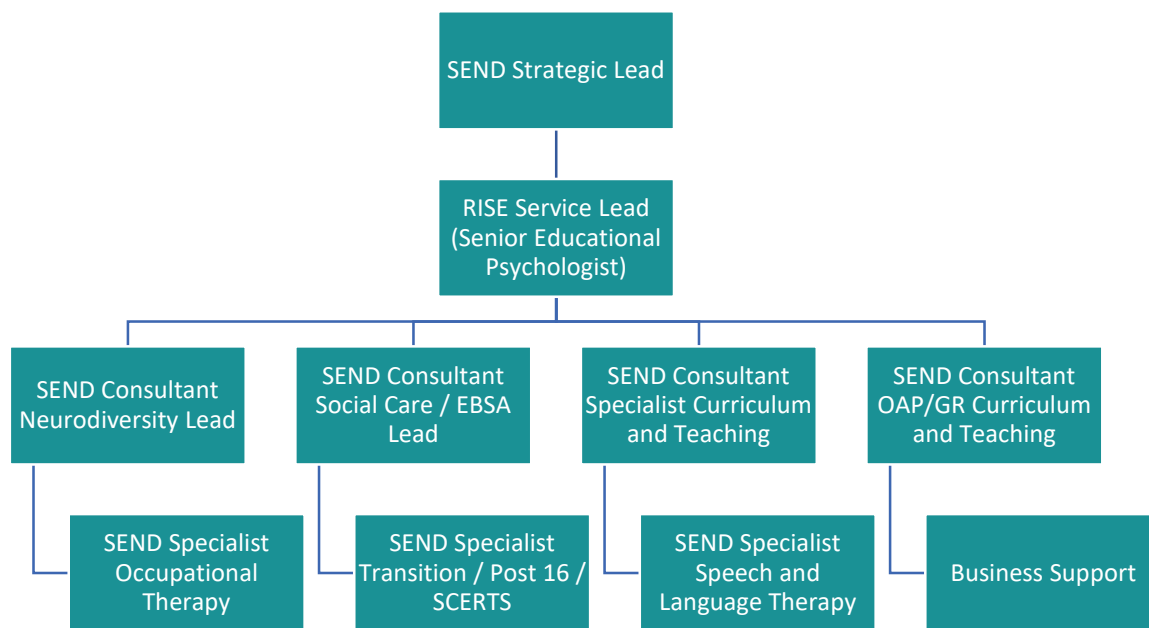 SEND Strategic Lead
RISE Service Lead
(Senior Educational
Psychologist)
SEND Consultant
Neurodiversity Lead
SEND Consultant
Social Care / EBSA
Lead
SEND Consultant
Specialist Curriculum
and Teaching
SEND Consultant
OAP/GR Curriculum
and Teaching
SEND Specialist
Occupational
Therapy
SEND Specialist
Transition / Post 16 /
SCERTS
SEND Specialist
Speech and
Language Therapy
Business Support